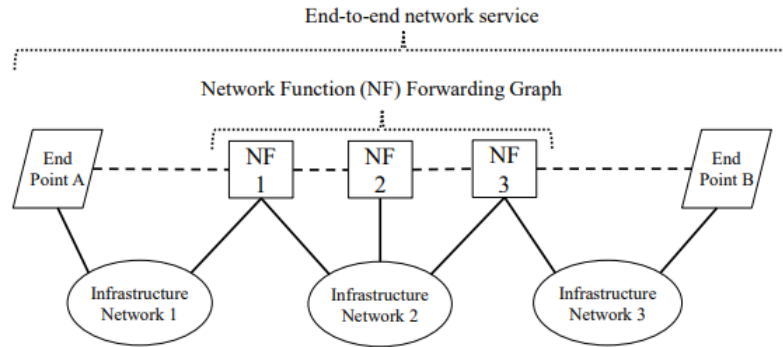 End-to-end network service
Network Function (NF) Forwarding Graph
End
Point A
NF
1
NF
2
NF
3
End
Point B
Infrastructure
Network 1
Infrastructure
Network 2
Infrastructure
Network 3